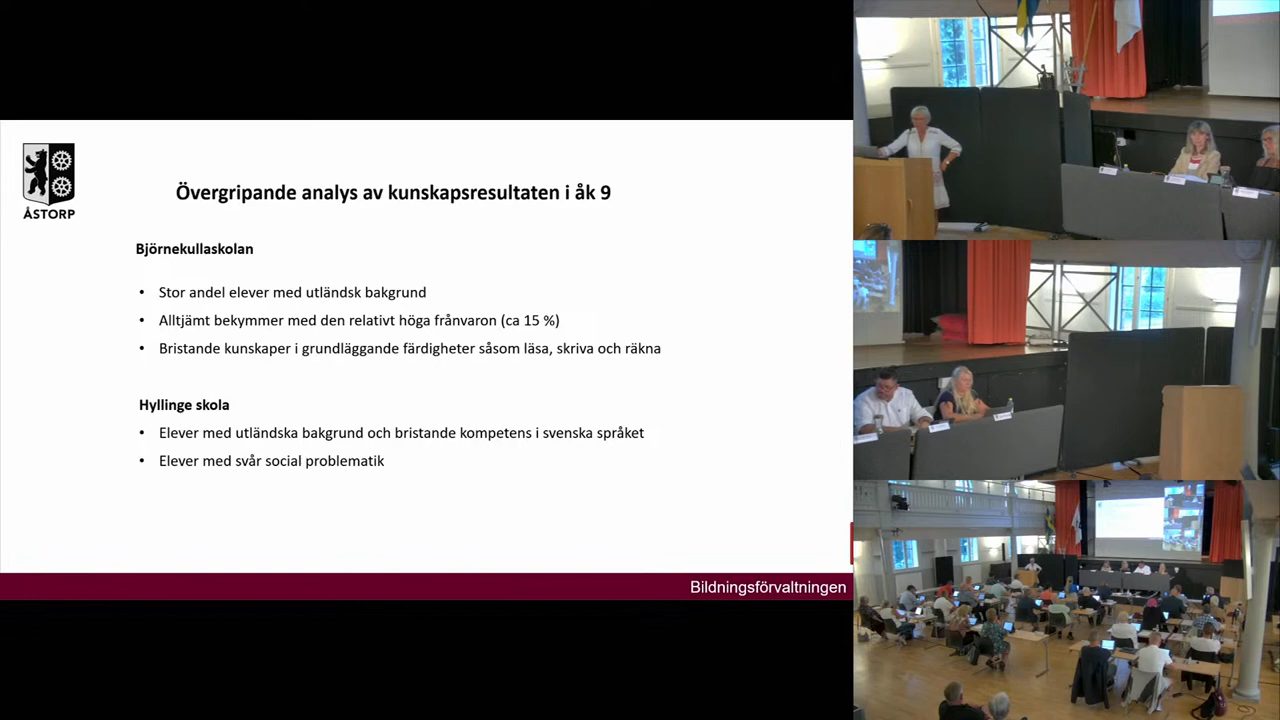 ÅSTORP
Övergripande analys av kunskapsresultaten i åk 9
Björnekullaskolan
• Stor andel elever med utländsk bakgrund
• Alltjämt bekymmer med den relativt höga frånvaron (ca 15 %)
• Bristande kunskaper i grundläggande färdigheter såsom läsa, skriva och räkna
Hyllinge skola
• Elever med utländska bakgrund och bristande kompetens i svenska språket
• Elever med svår social problematik
Bildningsförvaltningen